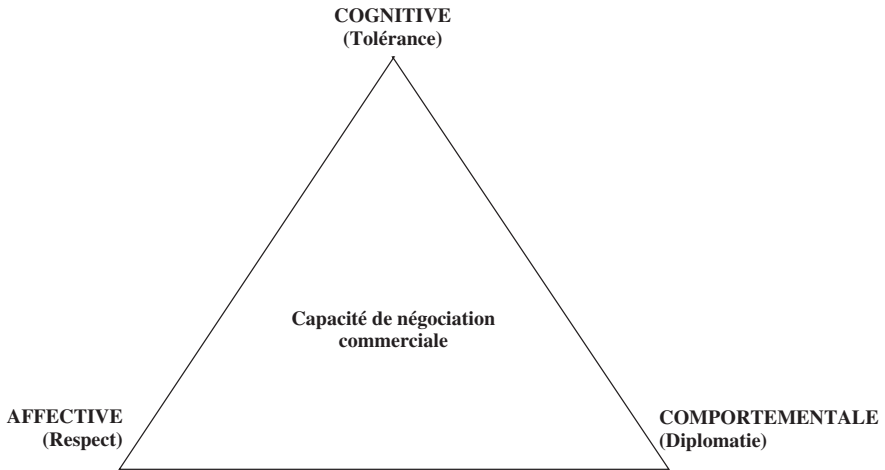 COGNITIVE
(Tolérance)
Capacité de négociation
commerciale
AFFECTIVE
(Respect)
COMPORTEMENTALE
(Diplomatie)